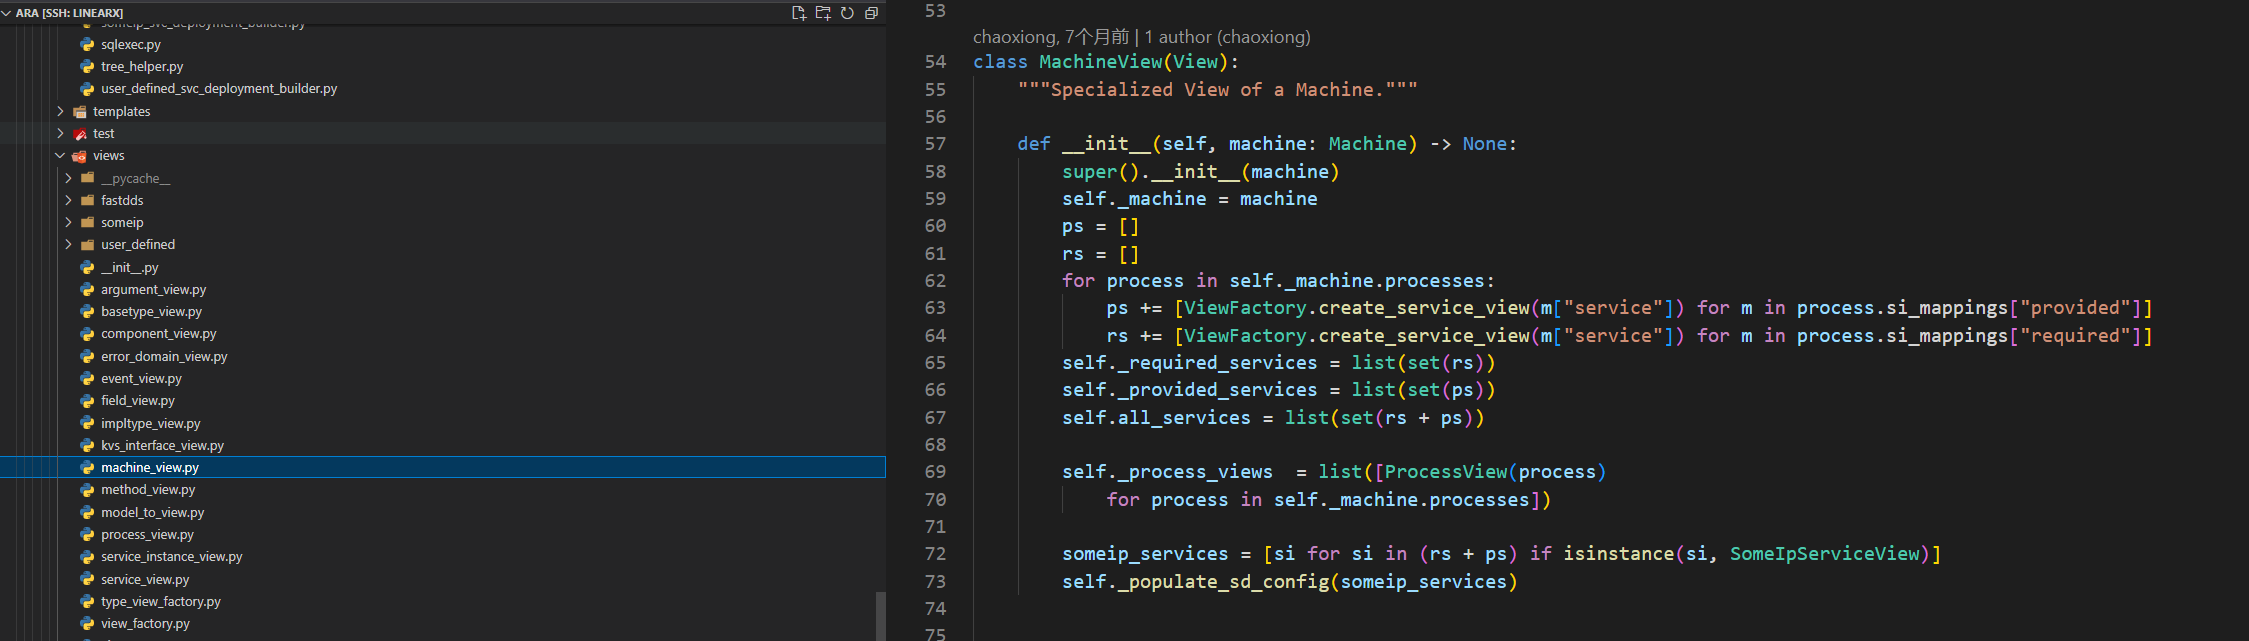 ARA [SSH: LINEARX]
someip_svc_deployment_builder.py
sqlexec.py
tree_helper.py
user_defined_svc_deployment_builder.py
templates
test
views
__pycache__
fastdds
someip
user_defined
__init__.py
argument_view.py
basetype_view.py
component_view.py
error_domain_view.py
event_view.py
field_view.py
impltype_view.py
kvs_interface_view.py
machine_view.py
method_view.py
model_to_view.py
process_view.py
service_instance_view.py
service_view.py
type_view_factory.py
view_factory.py
53
chaoxiong, 7个月前 | 1 author (chaoxiong)
54 class MachineView(View):
55     """Specialized View of a Machine."""
56
57     def __init__(self, machine: Machine) -> None:
58         super().__init__(machine)
59         self._machine = machine
60         ps = []
61         rs = []
62         for process in self._machine.processes:
63             ps += [ViewFactory.create_service_view(m["service"]) for m in process.si_mappings["provided"]]
64             rs += [ViewFactory.create_service_view(m["service"]) for m in process.si_mappings["required"]]
65         self._required_services = list(set(rs))
66         self._provided_services = list(set(ps))
67         self.all_services = list(set(rs + ps))
68
69         self._process_views  = list([ProcessView(process)
70             for process in self._machine.processes])
71
72         someip_services = [si for si in (rs + ps) if isinstance(si, SomeIpServiceView)]
73         self._populate_sd_config(someip_services)
74
75